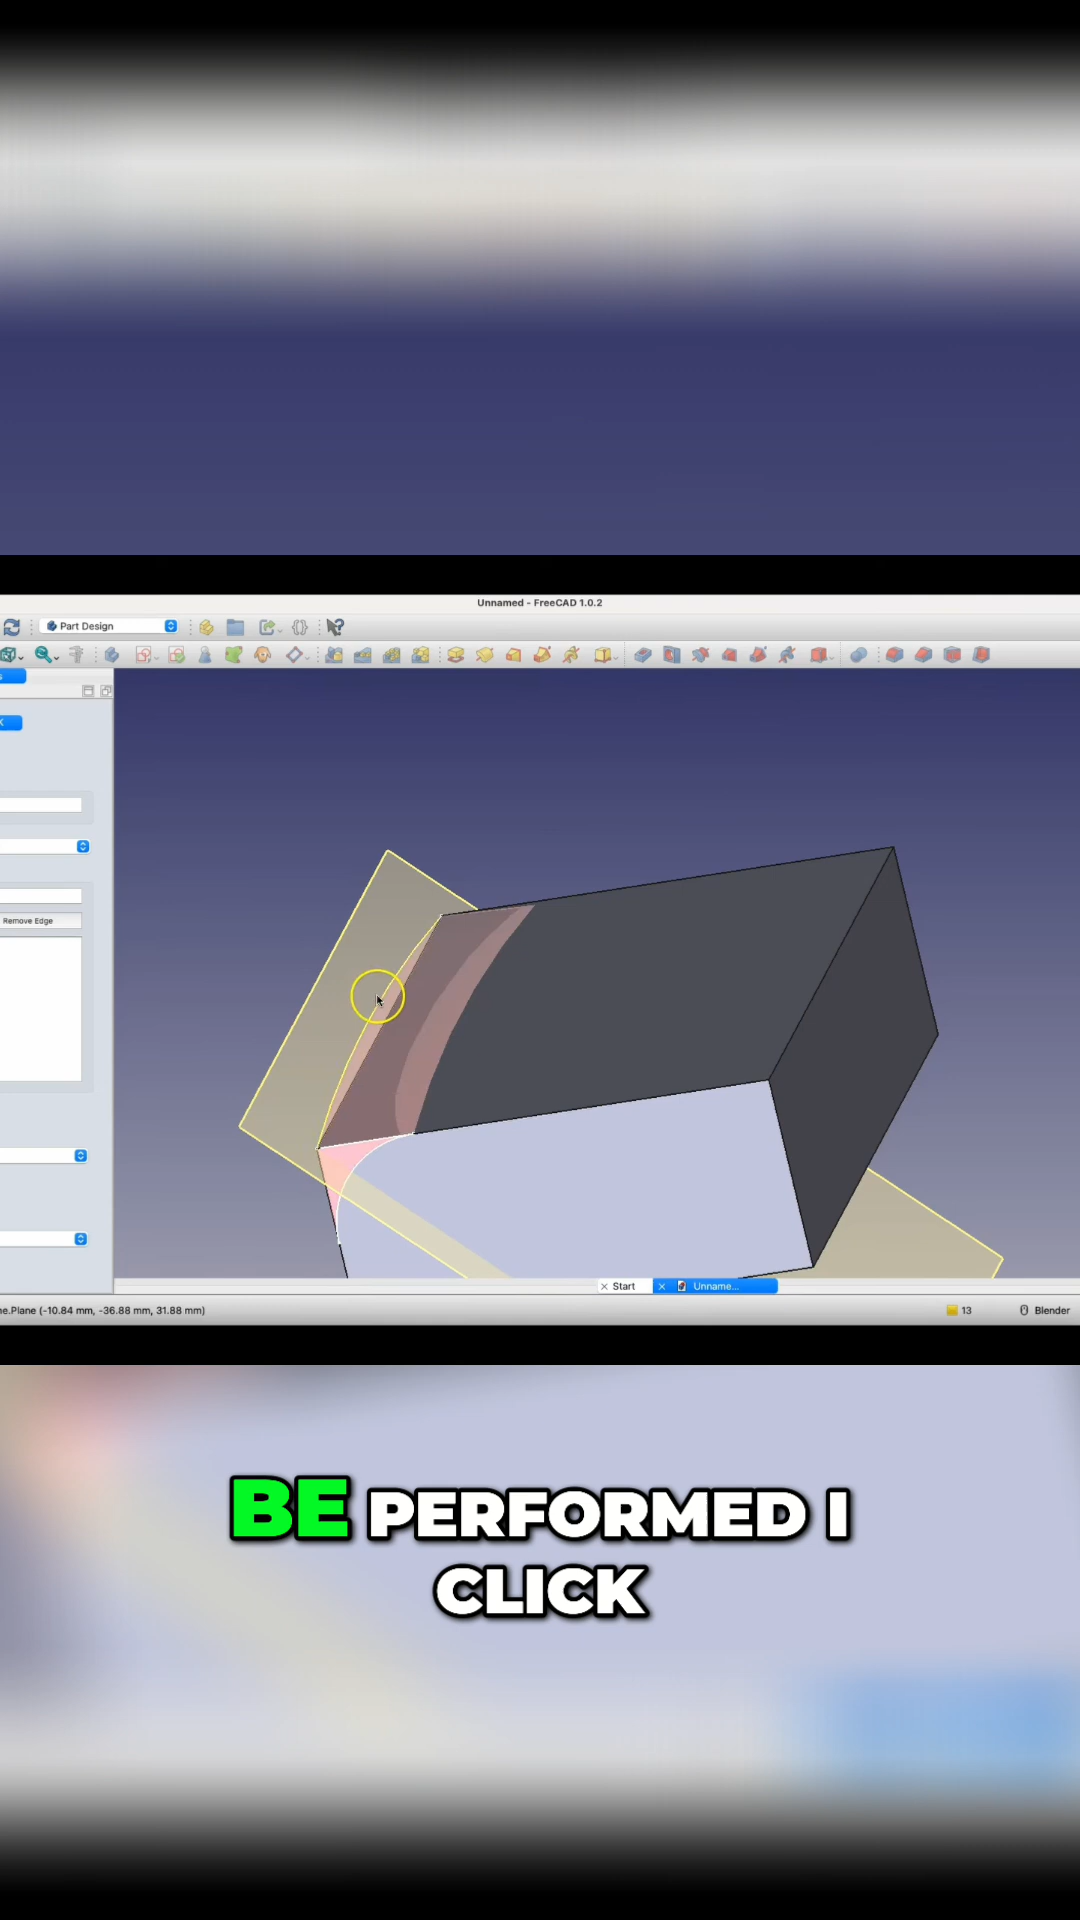 Unnamed - FreeCAD 1.0.2
Part Design
Remove Edge
Start
Unname...
ne.Plane (-10.84 mm, -36.88 mm, 31.88 mm)
13
Blender
BE PERFORMED I
CLICK